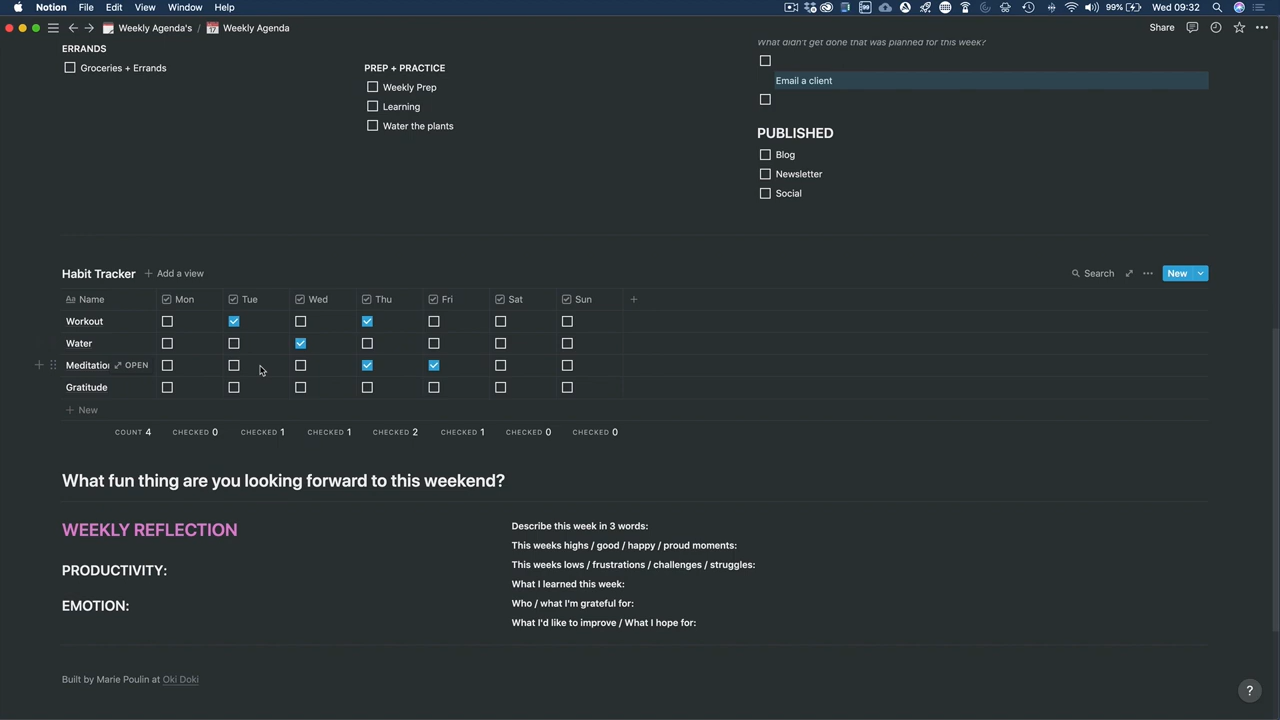 Notion File Edit View Window Help 99% Wed 09:32
Weekly Agenda's / 17 Weekly Agenda Share
ERRANDS
Groceries + Errands
PREP + PRACTICE
Weekly Prep
Learning
Water the plants
What didn't get done that was planned for this week?
Email a client
PUBLISHED
Blog
Newsletter
Social
Habit Tracker + Add a view Search New
Aa Name Mon Tue Wed Thu Fri Sat Sun +
Workout
Water
Meditation OPEN
Gratitude
+ New
COUNT 4 CHECKED 0 CHECKED 1 CHECKED 1 CHECKED 2 CHECKED 1 CHECKED 0 CHECKED 0
What fun thing are you looking forward to this weekend?
WEEKLY REFLECTION
PRODUCTIVITY:
EMOTION:
Describe this week in 3 words:
This weeks highs / good / happy / proud moments:
This weeks lows / frustrations / challenges / struggles:
What I learned this week:
Who / what I'm grateful for:
What I'd like to improve / What I hope for:
Built by Marie Poulin at Oki Doki
?